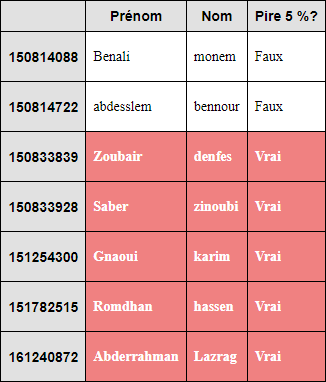 Prénom Nom Pire 5 %?
150814088 Benali monem Faux
150814722 abdesslem bennour Faux
150833839 Zoubair denfes Vrai
150833928 Saber zinoubi Vrai
151254300 Gnaoui karim Vrai
151782515 Romdhan hassen Vrai
161240872 Abderrahman Lazrag Vrai